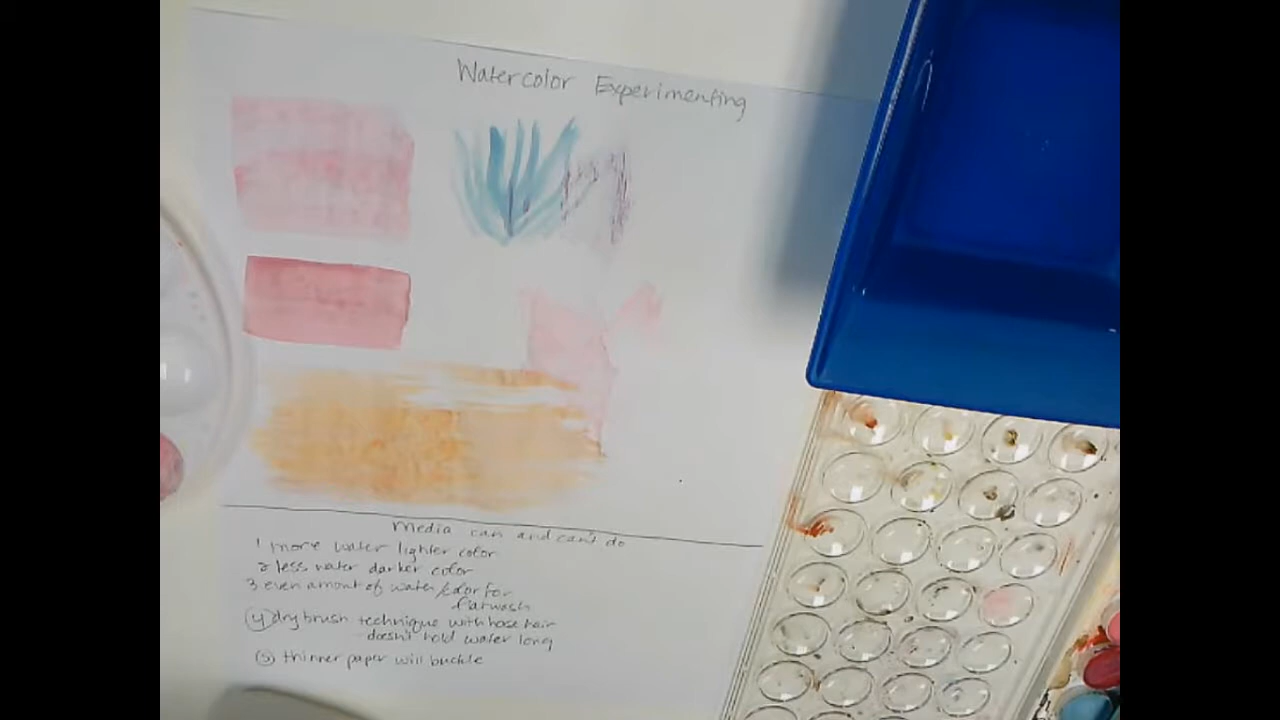 Watercolor Experimenting
Media can and can't do
1 more water lighter color
2 less water darker color
3 even amount of water/color for
flatwash
4 dry brush technique with hose hair
- doesn't hold water long
5 thinner paper will buckle